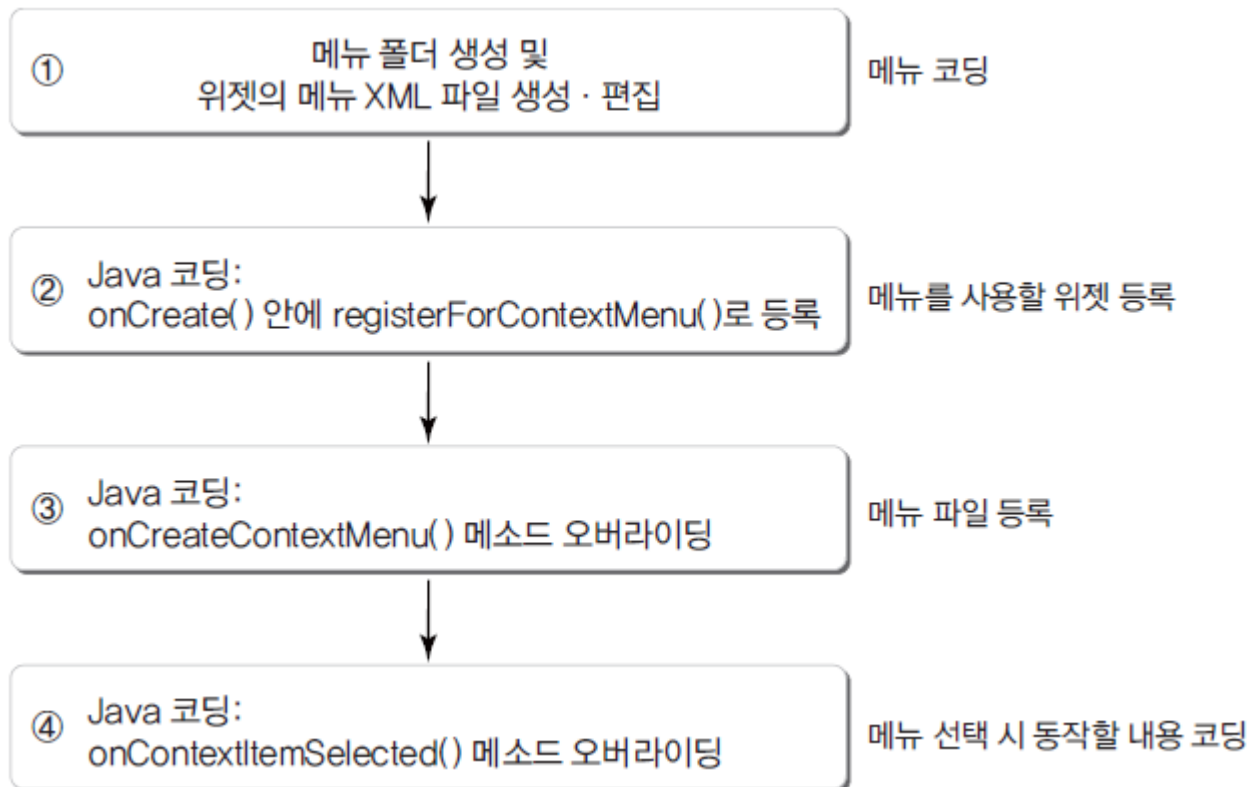 ① 메뉴 폴더 생성 및
위젯의 메뉴 XML 파일 생성 · 편집
메뉴 코딩
② Java 코딩:
onCreate( ) 안에 registerForContextMenu( )로 등록
메뉴를 사용할 위젯 등록
③ Java 코딩:
onCreateContextMenu( ) 메소드 오버라이딩
메뉴 파일 등록
④ Java 코딩:
onContextItemSelected( ) 메소드 오버라이딩
메뉴 선택 시 동작할 내용 코딩